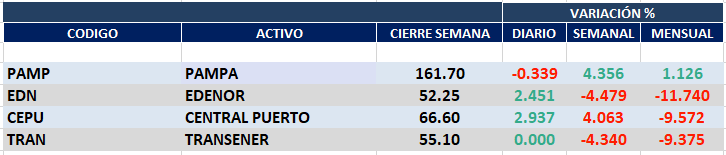 VARIACIÓN %
CODIGO ACTIVO CIERRE SEMANA DIARIO SEMANAL MENSUAL
PAMP PAMPA 161.70 -0.339 4.356 1.126
EDN EDENOR 52.25 2.451 -4.479 -11.740
CEPU CENTRAL PUERTO 66.60 2.937 4.063 -9.572
TRAN TRANSENER 55.10 0.000 -4.340 -9.375